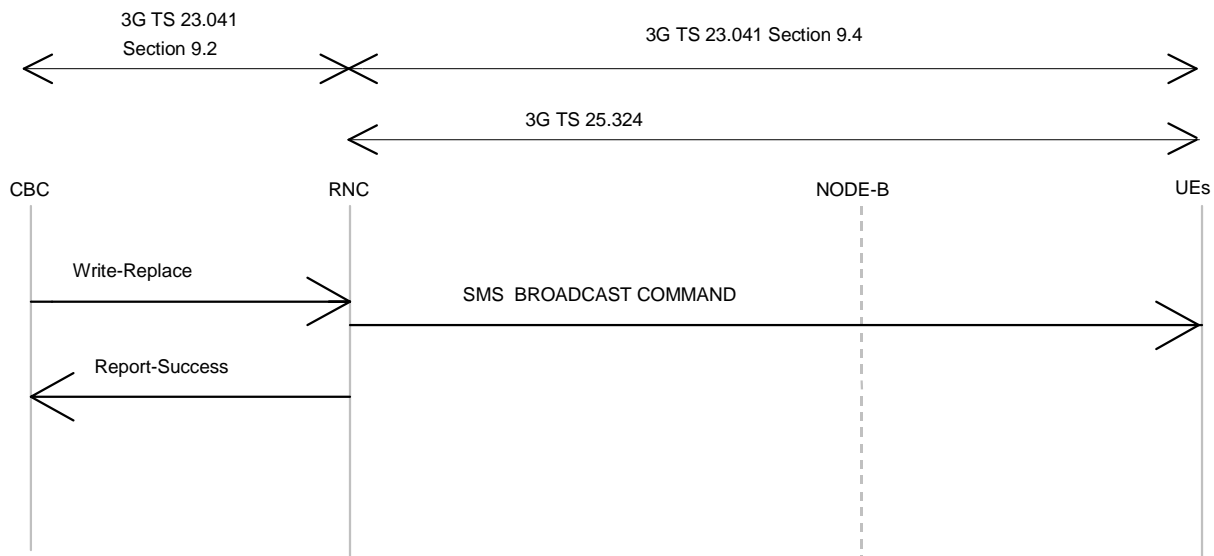 3G TS 23.041
Section 9.2
3G TS 23.041 Section 9.4
3G TS 25.324
CBC
RNC
NODE-B
UEs
Write-Replace
SMS BROADCAST COMMAND
Report-Success